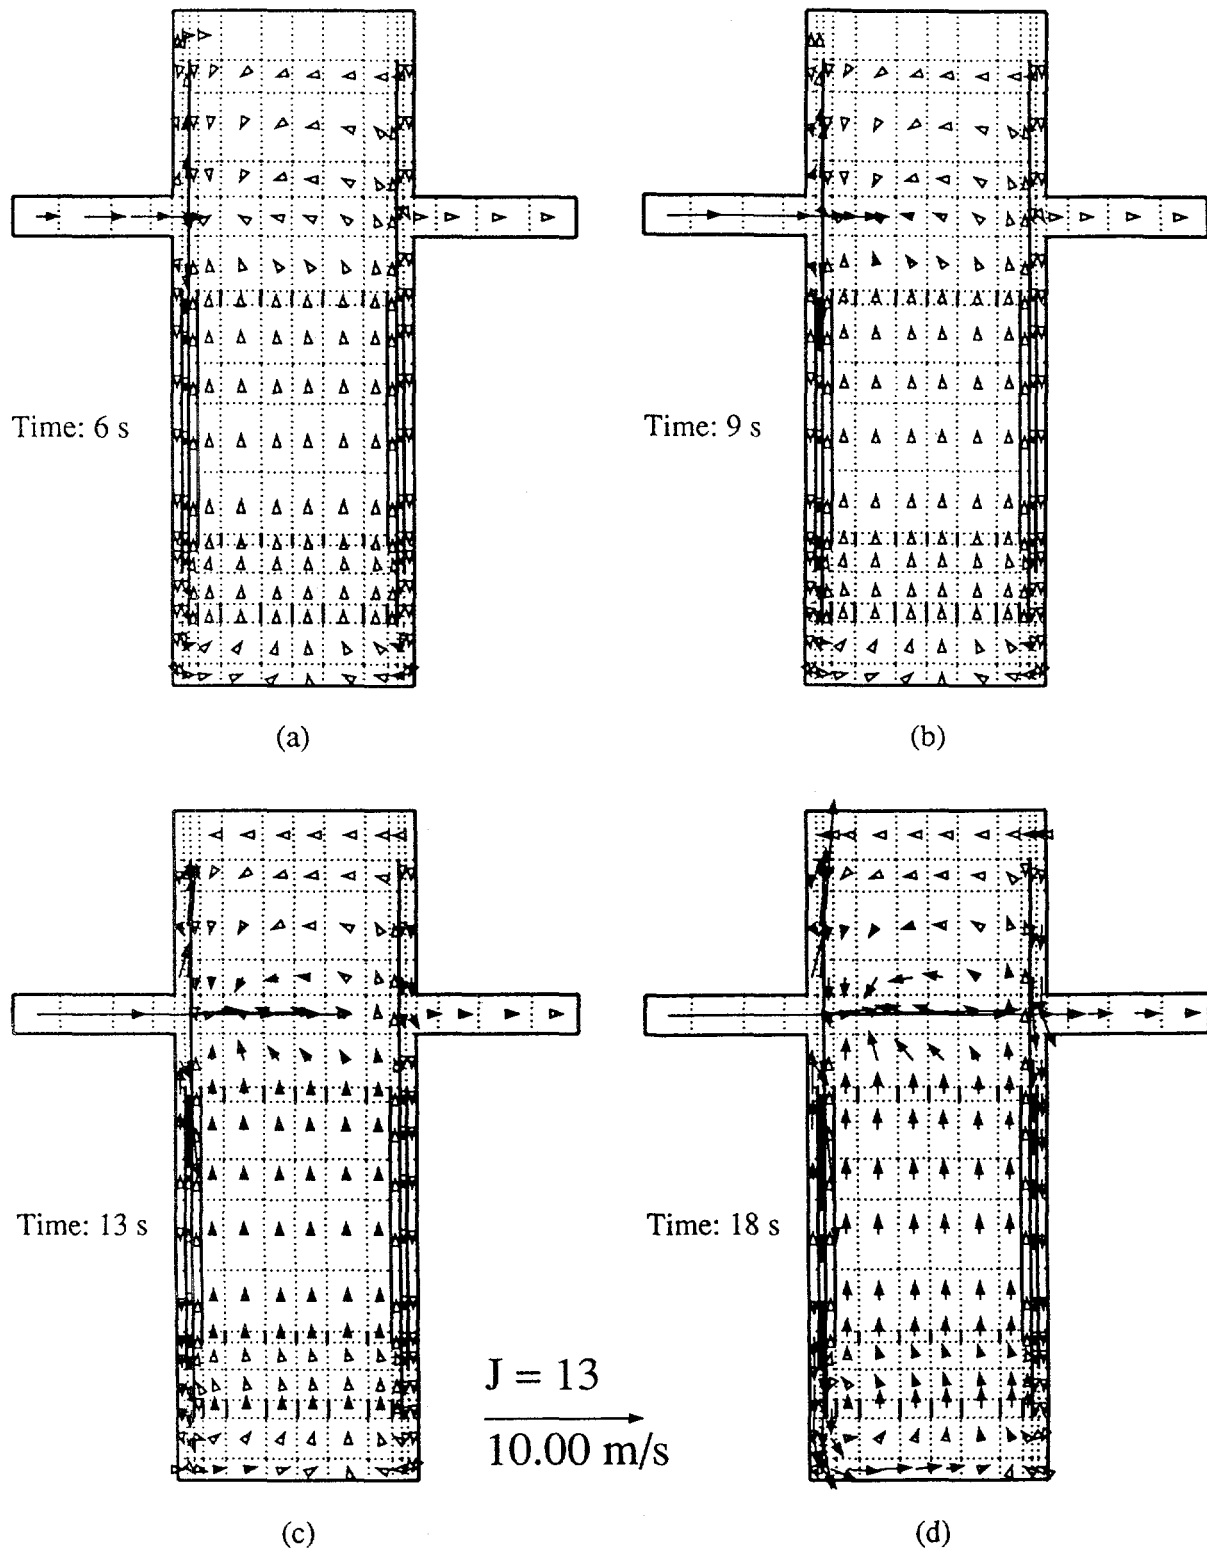 Time: 6 s
Time: 9 s
(a)
(b)
Time: 13 s
Time: 18 s
J = 13
10.00 m/s
(c)
(d)